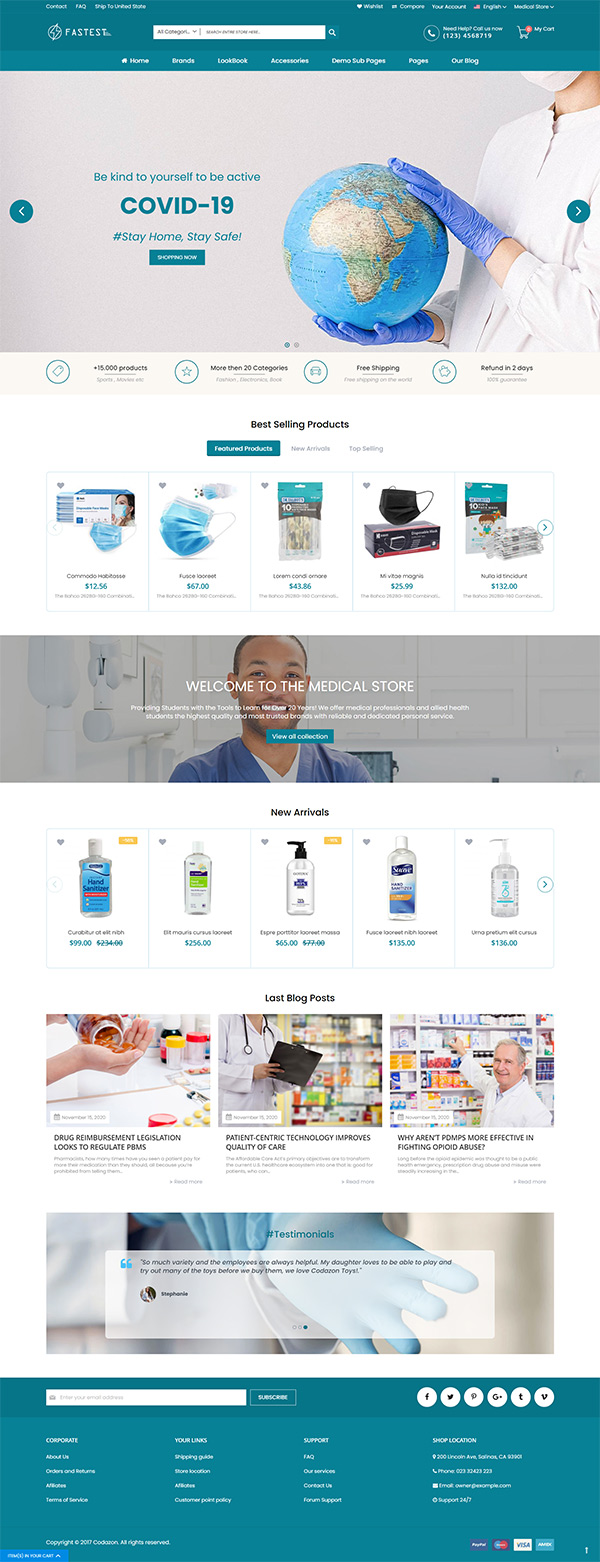 Contact FAQ Ship To United State
Wishlist Compare Your Account English Medical Store
FASTEST
All Categori...
SEARCH ENTIRE STORE HERE...
Need Help? Call us now
(123) 4568719
0
My Cart
Home Brands LookBook Accessories Demo Sub Pages Pages Our Blog
Be kind to yourself to be active
COVID-19
#Stay Home, Stay Safe!
SHOPPING NOW
+15.000 products
Sports , Movies etc
More then 20 Categories
Fashion , Electronics, Book
Free Shipping
Free shipping on the world
Refund in 2 days
100% guarantee
Best Selling Products
Featured Products New Arrivals Top Selling
Commodo Habitasse
$12.56
The Bahco 2628G-160 Combinati...
Fusce laoreet
$67.00
The Bahco 2628G-160 Combinati...
10
Lorem condi ornare
$43.86
The Bahco 2628G-160 Combinati...
Mi vitae magnis
$25.99
The Bahco 2628G-160 Combinati...
10
Nulla id tincidunt
$132.00
The Bahco 2628G-160 Combinati...
WELCOME TO THE MEDICAL STORE
Providing Students with the Tools to Learn for Over 20 Years! We offer medical professionals and allied health
students the highest quality and most trusted brands with reliable and dedicated personal service.
View all collection
New Arrivals
Hand
Sanitizer
Curabitur at elit nibh
$99.00 $234.00
Elit mauris cursus laoreet
$256.00
Espre porttitor laoreet massa
$65.00 $77.00
Suave
HAND
SANITIZER
Fusce laoreet nibh laoreet
$135.00
Urna pretium elit cursus
$136.00
Last Blog Posts
November 15, 2020
DRUG REIMBURSEMENT LEGISLATION
LOOKS TO REGULATE PBMS
Pharmacists, how many times have you seen a patient pay for
more their medication than they should, all because you're
prohibited from selling them...
» Read more
November 15, 2020
PATIENT-CENTRIC TECHNOLOGY IMPROVES
QUALITY OF CARE
The Affordable Care Act's primary objectives are to transform
the current U.S. healthcare ecosystem into one that is good for
patients, who can...
» Read more
November 15, 2020
WHY AREN'T PDMPS MORE EFFECTIVE IN
FIGHTING OPIOID ABUSE?
Long before the opioid epidemic was thought to be a public
health emergency, prescription drug abuse and misuse were
steadily increasing in the...
» Read more
#Testimonials
"So much variety and the employees are always helpful. My daughter loves to be able to play and
try out many of the toys before we buy them, we love Codazon Toys!."
Stephanie
Enter your email address
SUBSCRIBE
CORPORATE
About Us
Orders and Returns
Afiliates
Terms of Service
YOUR LINKS
Shipping guide
Store location
Afiliates
Customer point policy
SUPPORT
FAQ
Our services
Contact Us
Forum Support
SHOP LOCATION
200 Lincoln Ave, Salinas, CA 93901
Phone: 023 32423 223
Email: owner@example.com
Support 24/7
Copyright © 2017 Codazon. All rights reserved.
PayPal VISA AMEX
ITEM(S) IN YOUR CART